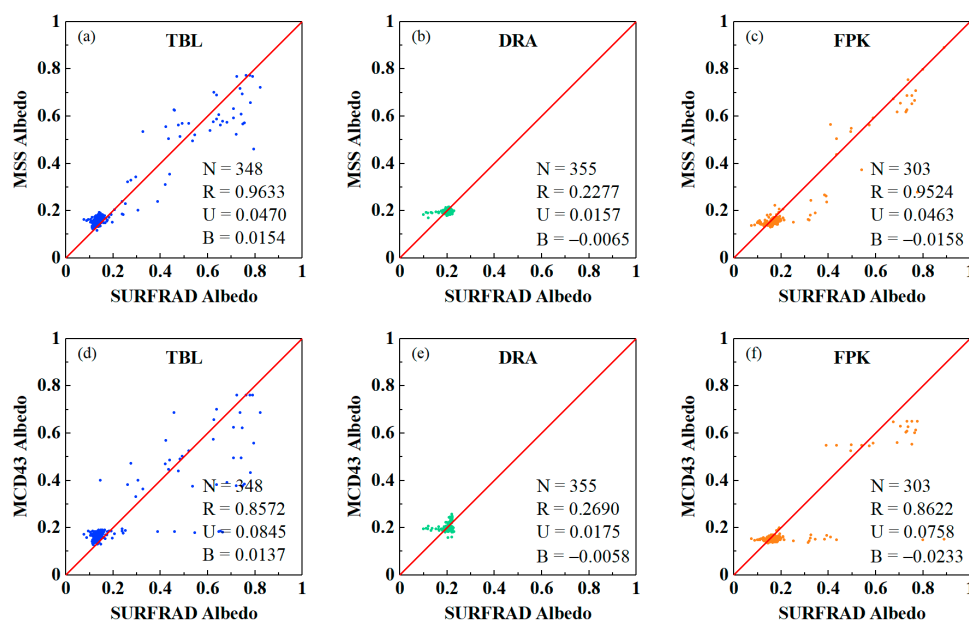 (a) TBL
MSS Albedo
1
0.8
0.6
0.4
0.2
0
N = 348
R = 0.9633
U = 0.0470
B = 0.0154
0 0.2 0.4 0.6 0.8 1
SURFRAD Albedo
(b) DRA
MSS Albedo
1
0.8
0.6
0.4
0.2
0
N = 355
R = 0.2277
U = 0.0157
B = −0.0065
0 0.2 0.4 0.6 0.8 1
SURFRAD Albedo
(c) FPK
MSS Albedo
1
0.8
0.6
0.4
0.2
0
N = 303
R = 0.9524
U = 0.0463
B = −0.0158
0 0.2 0.4 0.6 0.8 1
SURFRAD Albedo
(d) TBL
MCD43 Albedo
1
0.8
0.6
0.4
0.2
0
N = 348
R = 0.8572
U = 0.0845
B = 0.0137
0 0.2 0.4 0.6 0.8 1
SURFRAD Albedo
(e) DRA
MCD43 Albedo
1
0.8
0.6
0.4
0.2
0
N = 355
R = 0.2690
U = 0.0175
B = −0.0058
0 0.2 0.4 0.6 0.8 1
SURFRAD Albedo
(f) FPK
MCD43 Albedo
1
0.8
0.6
0.4
0.2
0
N = 303
R = 0.8622
U = 0.0758
B = −0.0233
0 0.2 0.4 0.6 0.8 1
SURFRAD Albedo